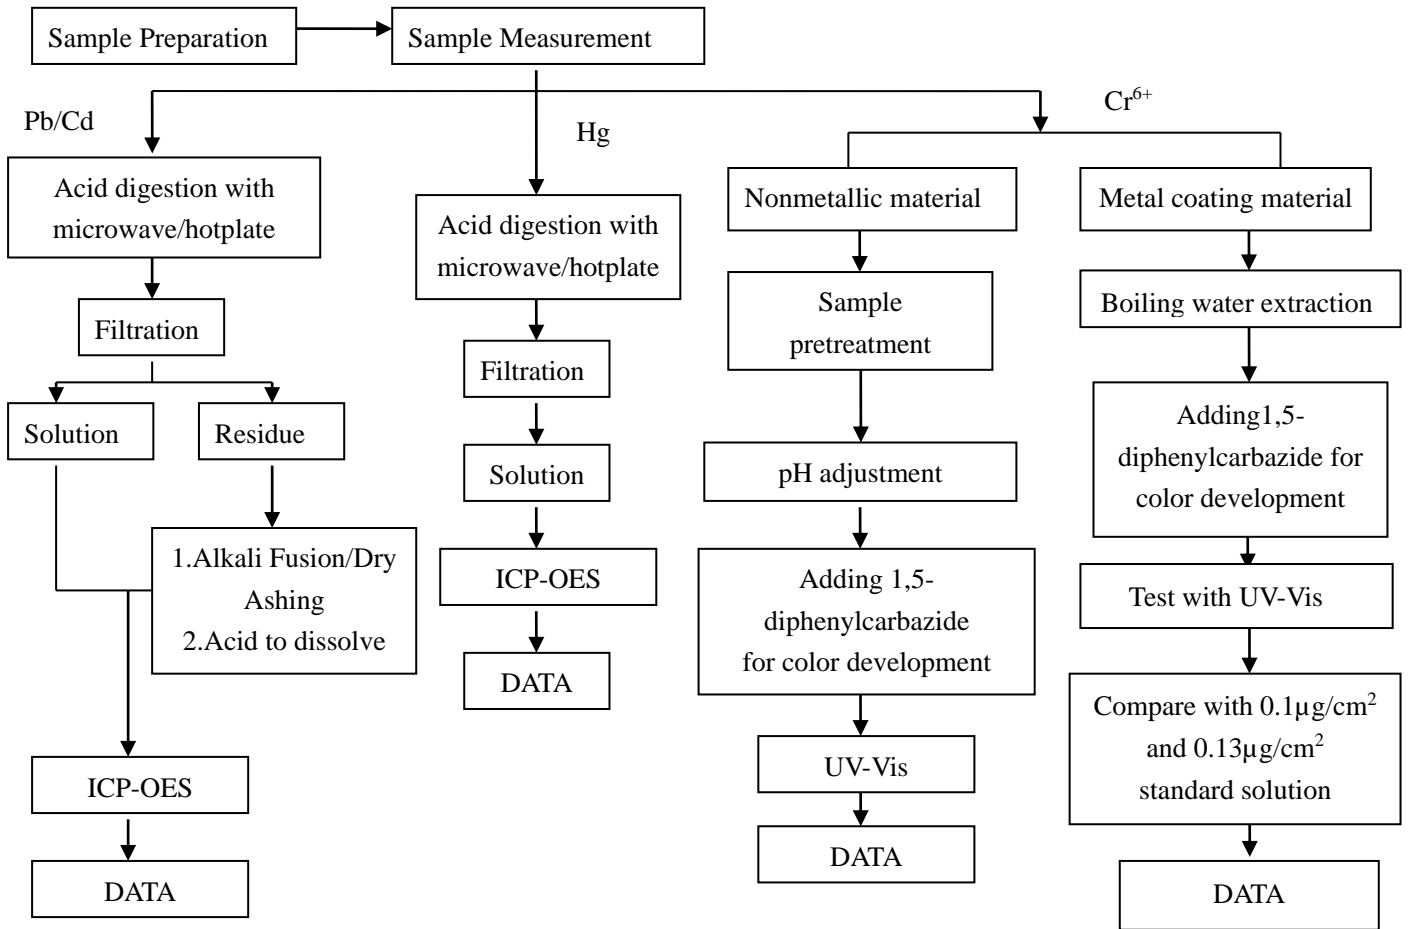 Sample Preparation
Sample Measurement
Pb/Cd
Hg
Cr⁶⁺
Acid digestion with
microwave/hotplate
Filtration
Solution
Residue
1.Alkali Fusion/Dry
Ashing
2.Acid to dissolve
ICP-OES
DATA
Acid digestion with
microwave/hotplate
Filtration
Solution
ICP-OES
DATA
Nonmetallic material
Sample
pretreatment
pH adjustment
Adding 1,5-
diphenylcarbazide
for color development
UV-Vis
DATA
Metal coating material
Boiling water extraction
Adding1,5-
diphenylcarbazide for
color development
Test with UV-Vis
Compare with 0.1µg/cm²
and 0.13µg/cm²
standard solution
DATA